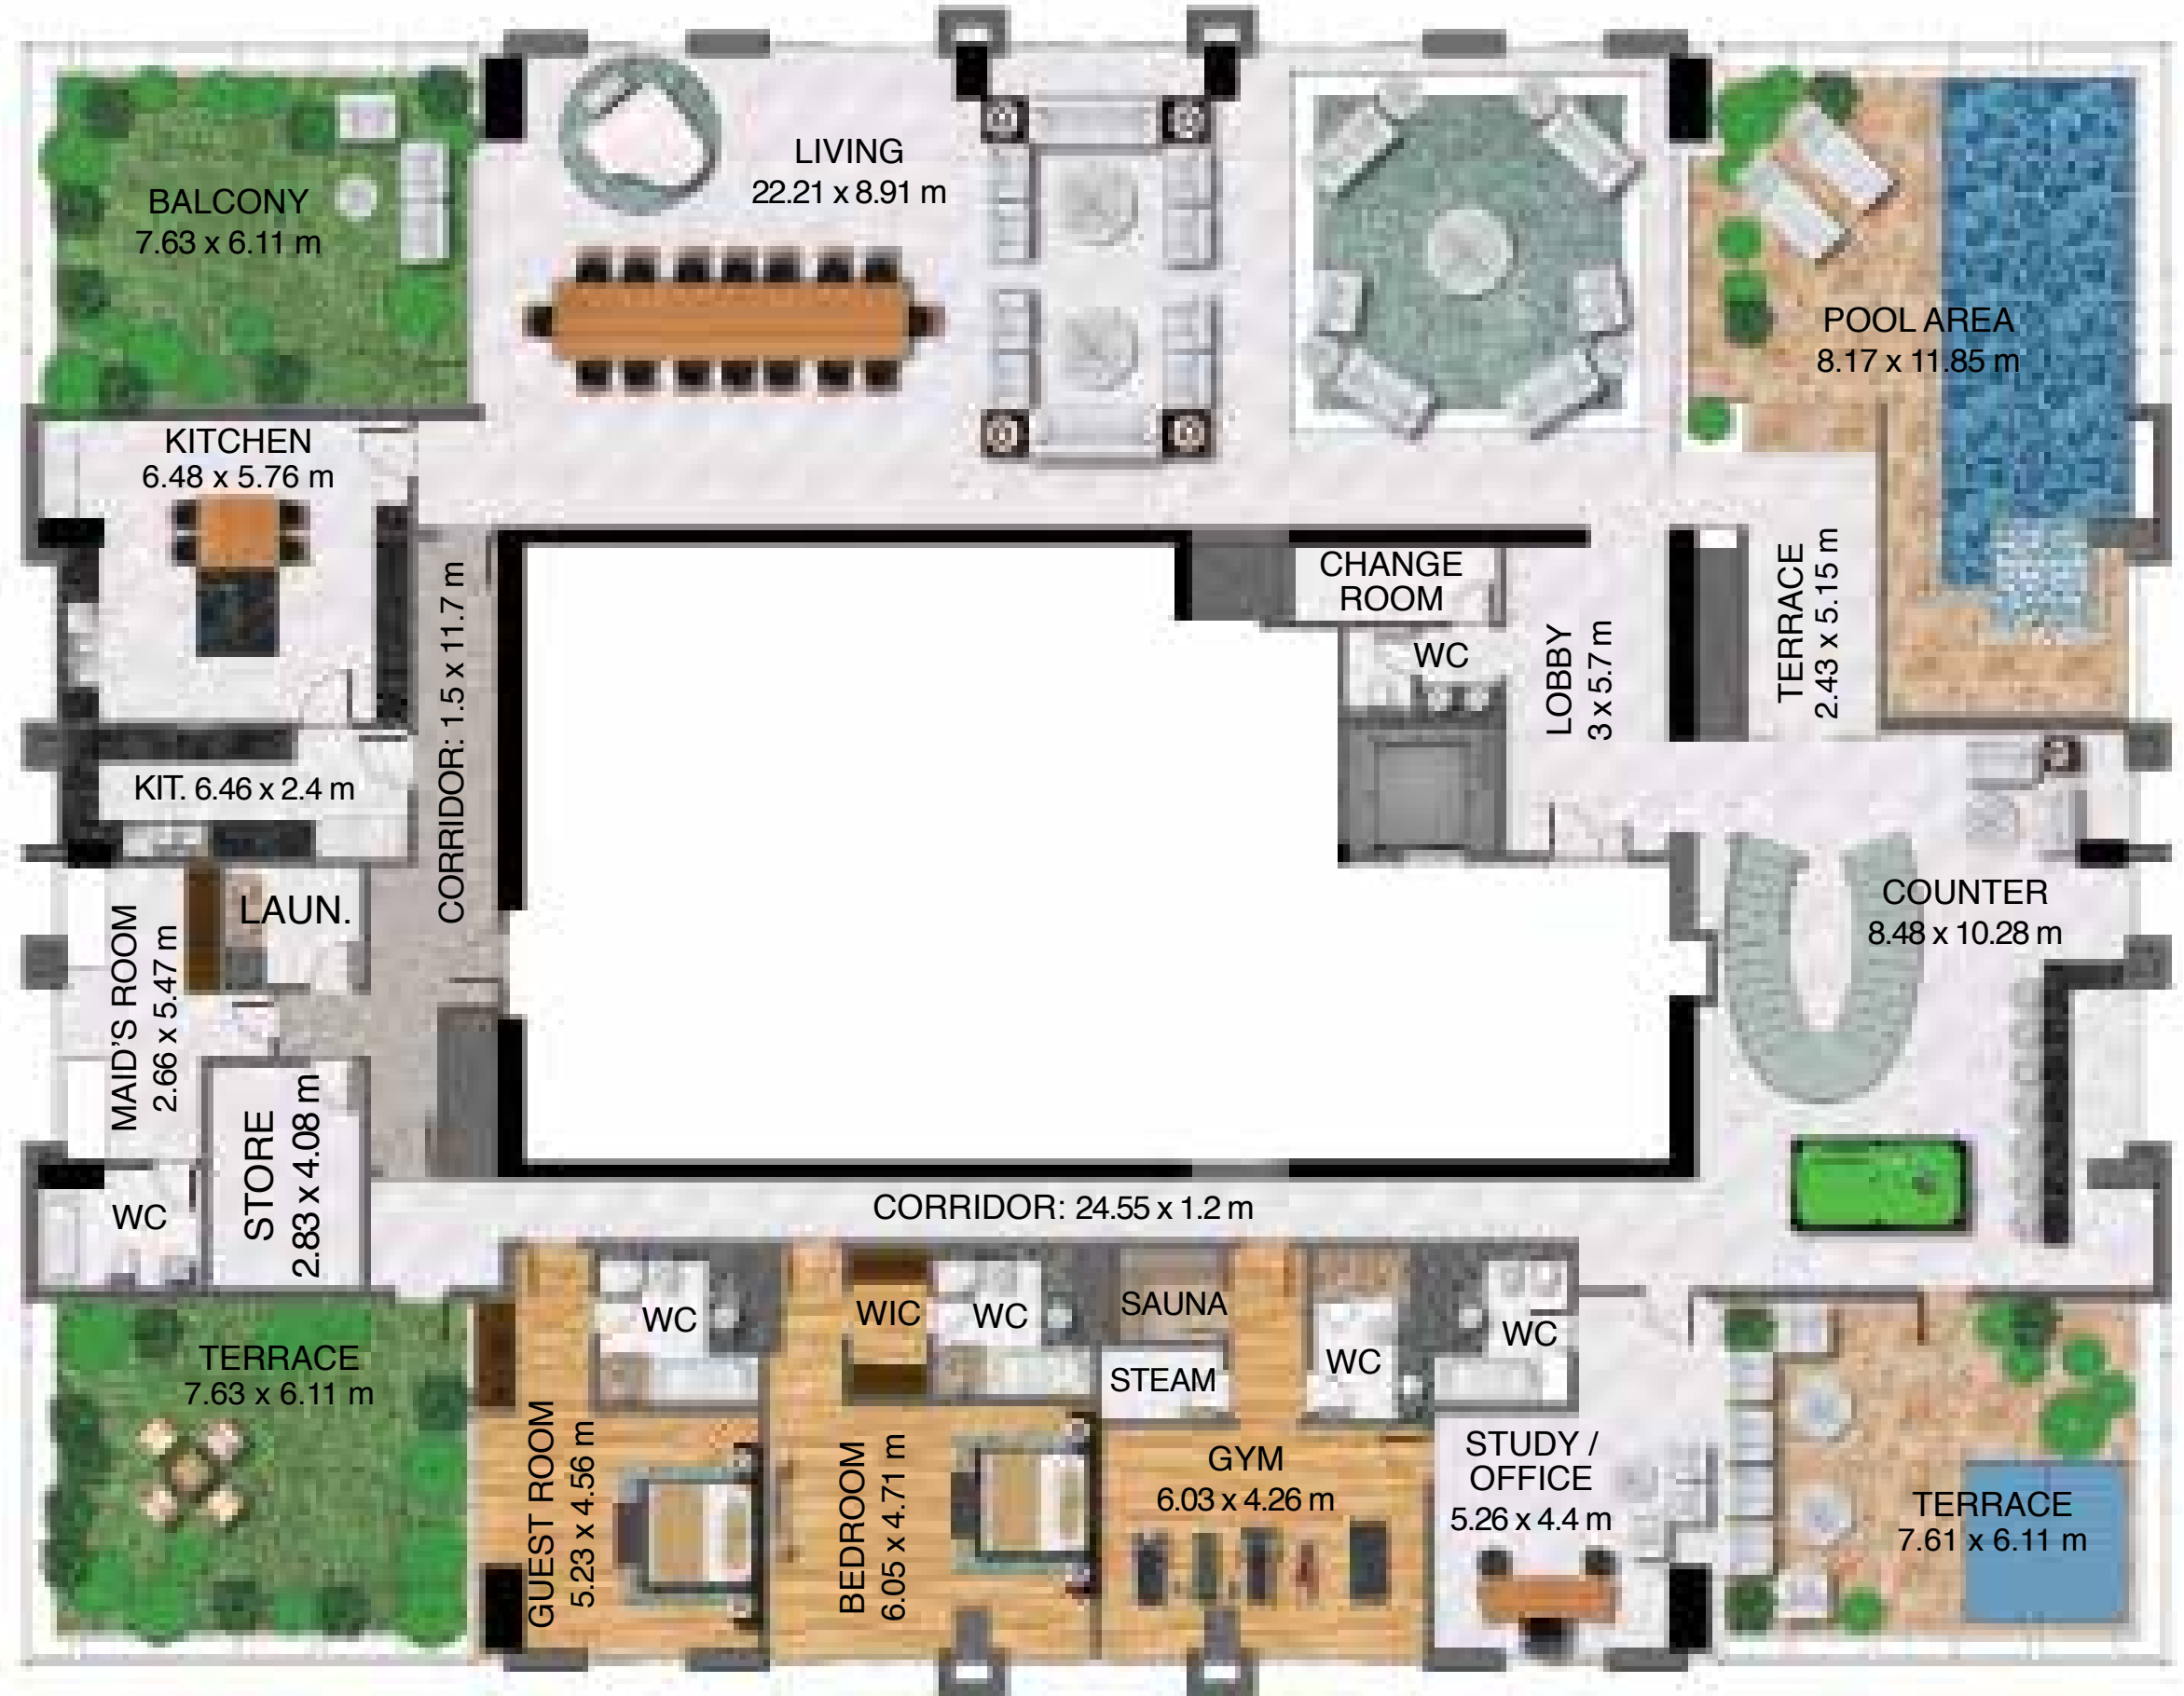 BALCONY
7.63 x 6.11 m
LIVING
22.21 x 8.91 m
POOL AREA
8.17 x 11.85 m
KITCHEN
6.48 x 5.76 m
CORRIDOR: 1.5 x 11.7 m
CHANGE
ROOM
WC
LOBBY
3 x 5.7 m
TERRACE
2.43 x 5.15 m
KIT. 6.46 x 2.4 m
LAUN.
MAID'S ROOM
2.66 x 5.47 m
COUNTER
8.48 x 10.28 m
STORE
2.83 x 4.08 m
WC
CORRIDOR: 24.55 x 1.2 m
TERRACE
7.63 x 6.11 m
WC
WIC
WC
SAUNA
STEAM
WC
WC
GUEST ROOM
5.23 x 4.56 m
BEDROOM
6.05 x 4.71 m
GYM
6.03 x 4.26 m
STUDY /
OFFICE
5.26 x 4.4 m
TERRACE
7.61 x 6.11 m